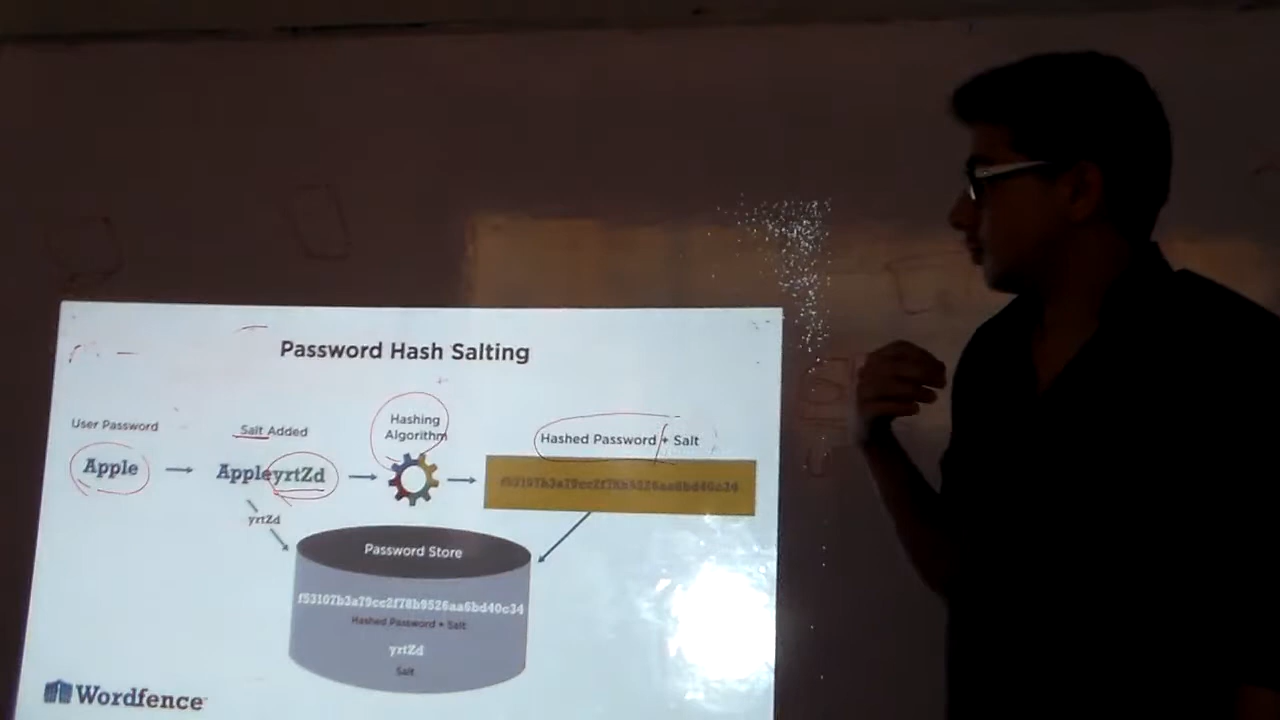 Password Hash Salting
User Password
Salt Added
Hashing
Algorithm
Hashed Password + Salt
Apple
AppleyrtZd
f53107b3a79cc2f78b9526aa6bd40c34
yrtZd
Password Store
f53107b3a79cc2f78b9526aa6bd40c34
Hashed Password + Salt
yrtZd
Salt
Wordfence